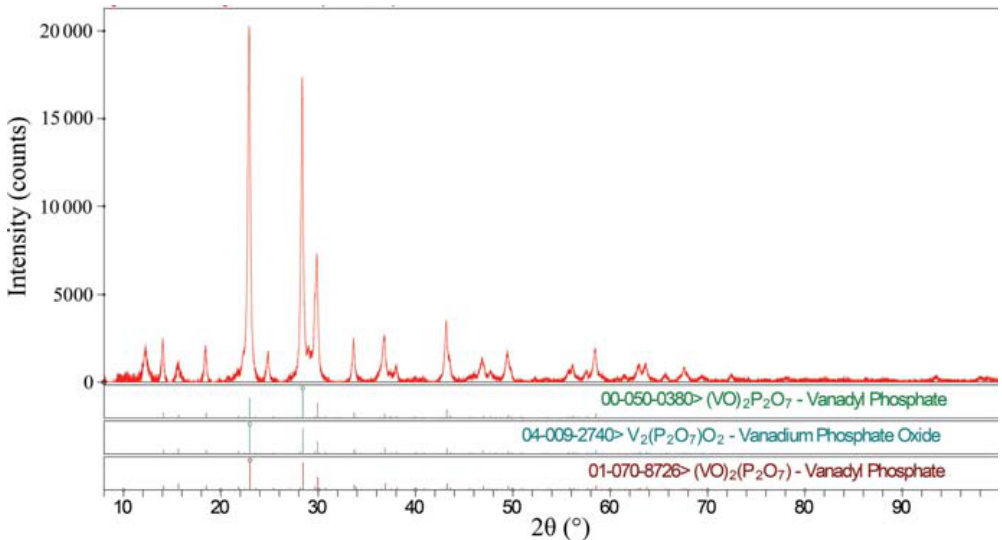 20 000
15 000
10 000
5000
0
Intensity (counts)
00-050-0380> (VO)₂P₂O₇ - Vanadyl Phosphate
04-009-2740> V₂(P₂O₇)O₂ - Vanadium Phosphate Oxide
01-070-8726> (VO)₂(P₂O₇) - Vanadyl Phosphate
10 20 30 40 50 60 70 80 90
2θ (°)